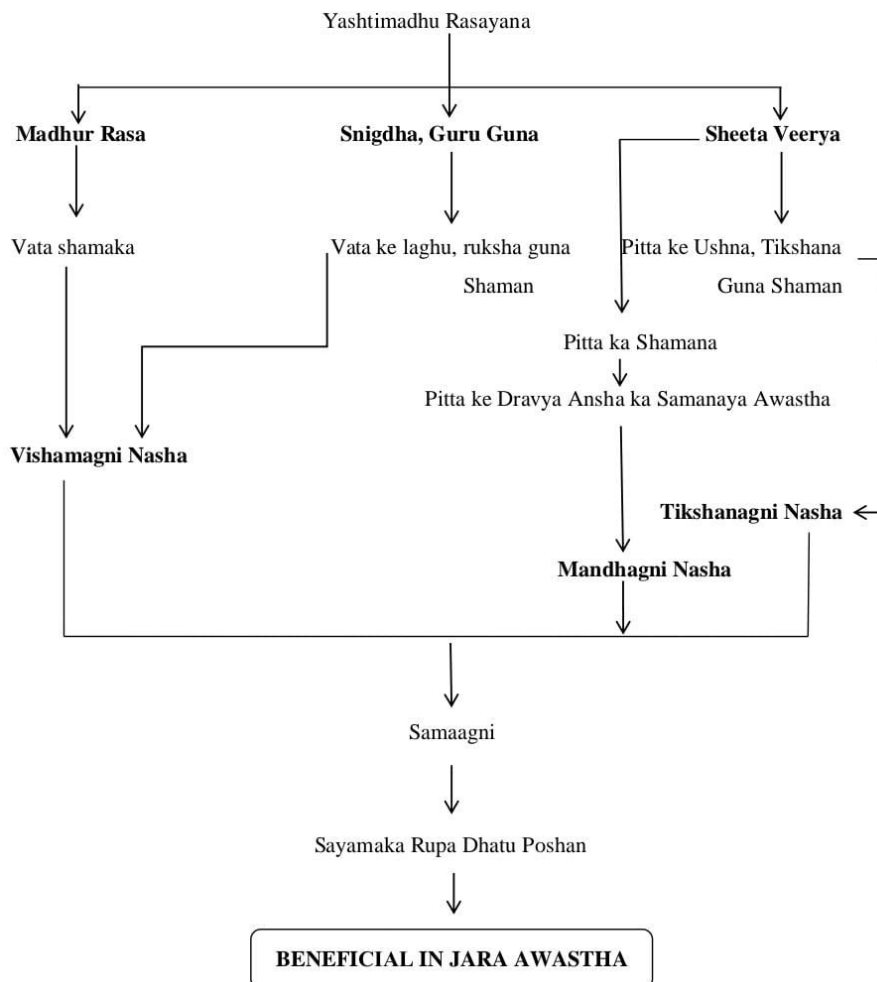 Yashtimadhu Rasayana
Madhur Rasa
Snigdha, Guru Guna
Sheeta Veerya
Vata shamaka
Vata ke laghu, ruksha guna
Shaman
Pitta ke Ushna, Tikshana
Guna Shaman
Pitta ka Shamana
Pitta ke Dravya Ansha ka Samanaya Awastha
Vishamagni Nasha
Tikshanagni Nasha
Mandhagni Nasha
Samaagni
Sayamaka Rupa Dhatu Poshan
BENEFICIAL IN JARA AWASTHA